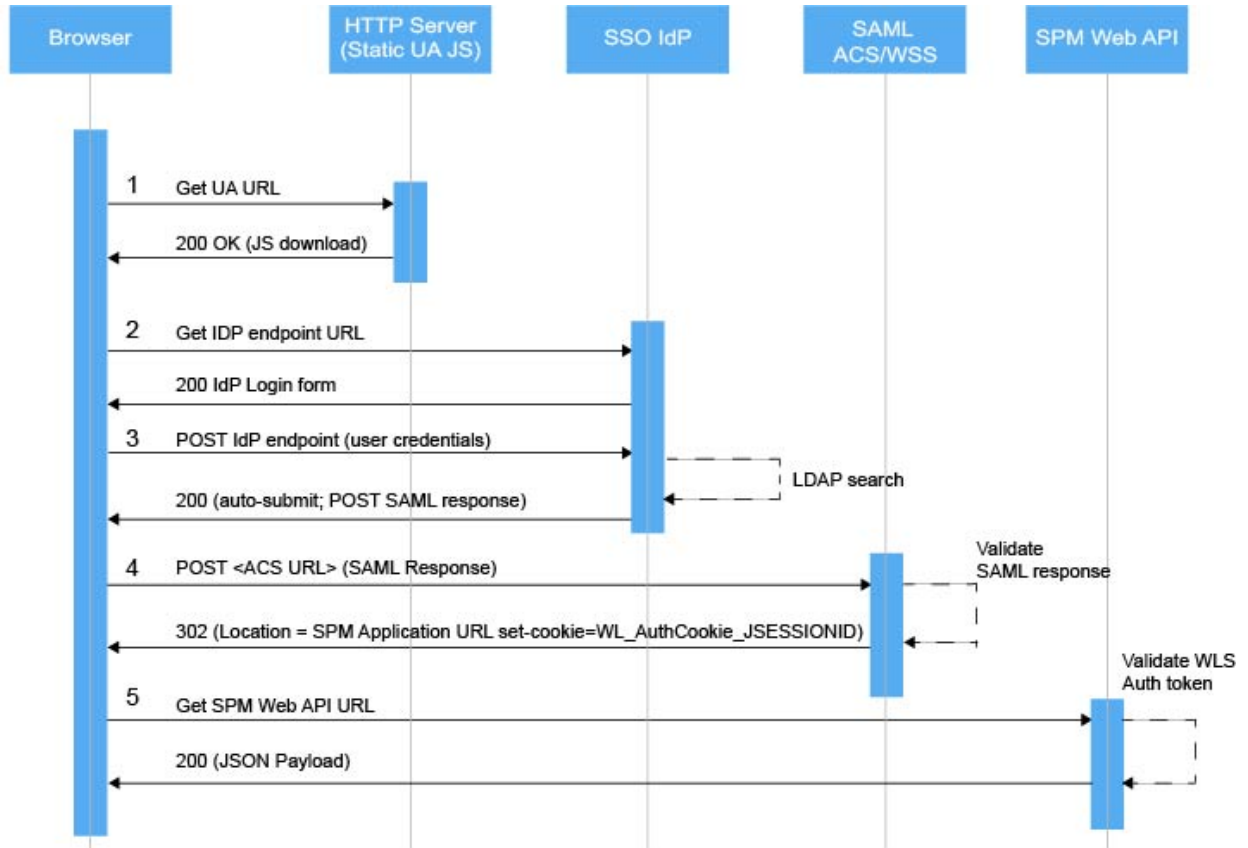 Browser
HTTP Server
(Static UA JS)
SSO IdP
SAML
ACS/WSS
SPM Web API
1
Get UA URL
200 OK (JS download)
2
Get IDP endpoint URL
200 IdP Login form
3
POST IdP endpoint (user credentials)
LDAP search
200 (auto-submit; POST SAML response)
4
POST <ACS URL> (SAML Response)
Validate
SAML response
302 (Location = SPM Application URL set-cookie=WL_AuthCookie_JSESSIONID)
5
Get SPM Web API URL
Validate WLS
Auth token
200 (JSON Payload)